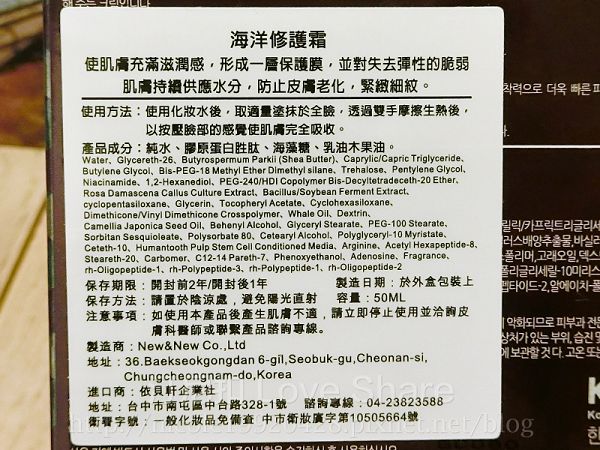 海洋修護霜
使肌膚充滿滋潤感，形成一層保護膜，並對失去彈性的脆弱
肌膚持續供應水分，防止皮膚老化，緊緻細紋。
使用方法：使用化妝水後，取適量塗抹於全臉，透過雙手摩擦生熱後，
以按壓臉部的感覺使肌膚完全吸收。
產品成分：純水、膠原蛋白胜肽、海藻糖、乳油木果油。
Water, Glycereth-26, Butyrospermum Parkii (Shea Butter), Caprylic/Capric Triglyceride,
Butylene Glycol, Bis-PEG-18 Methyl Ether Dimethyl silane, Trehalose, Pentylene Glycol,
Niacinamide, 1,2-Hexanediol, PEG-240/HDI Copolymer Bis-Decyltetradeceth-20 Ether,
Rosa Damascena Callus Culture Extract, Bacillus/Soybean Ferment Extract,
cyclopentasiloxane, Glycerin, Tocopheryl Acetate, Cyclohexasiloxane,
Dimethicone/Vinyl Dimethicone Crosspolymer, Whale Oil, Dextrin,
Camellia Japonica Seed Oil, Behenyl Alcohol, Glyceryl Stearate, PEG-100 Stearate,
Sorbitan Sesquioleate, Polysorbate 80, Cetearyl Alcohol, Polyglyceryl-10 Myristate,
Ceteth-10, Humantooth Pulp Stem Cell Conditioned Media, Arginine, Acetyl Hexapeptide-8,
Steareth-20, Carbomer, C12-14 Pareth-7, Phenoxyethanol, Adenosine, Fragrance,
rh-Oligopeptide-1, rh-Polypeptide-3, rh-Polypeptide-1, rh-Oligopeptide-2
保存期限：開封前2年/開封後1年 製造日期：於外盒包裝上
保存方法：請置於陰涼處，避免陽光直射 容量：50ML
注意事項：如使用本產品後產生肌膚不適，請立即停止使用並洽詢皮
膚科醫師或聯繫產品諮詢專線。
製造商：New&New Co.,Ltd
地址：36.Baekseokgongdan 6-gil,Seobuk-gu,Cheonan-si,
Chungcheongnam-do,Korea
進口商：依貝軒企業社
地址：台中市南屯區中台路328-1號 諮詢專線：04-23823588
衛署字號：一般化妝品免備查 中市衛妝廣字第10505664號
Love Share